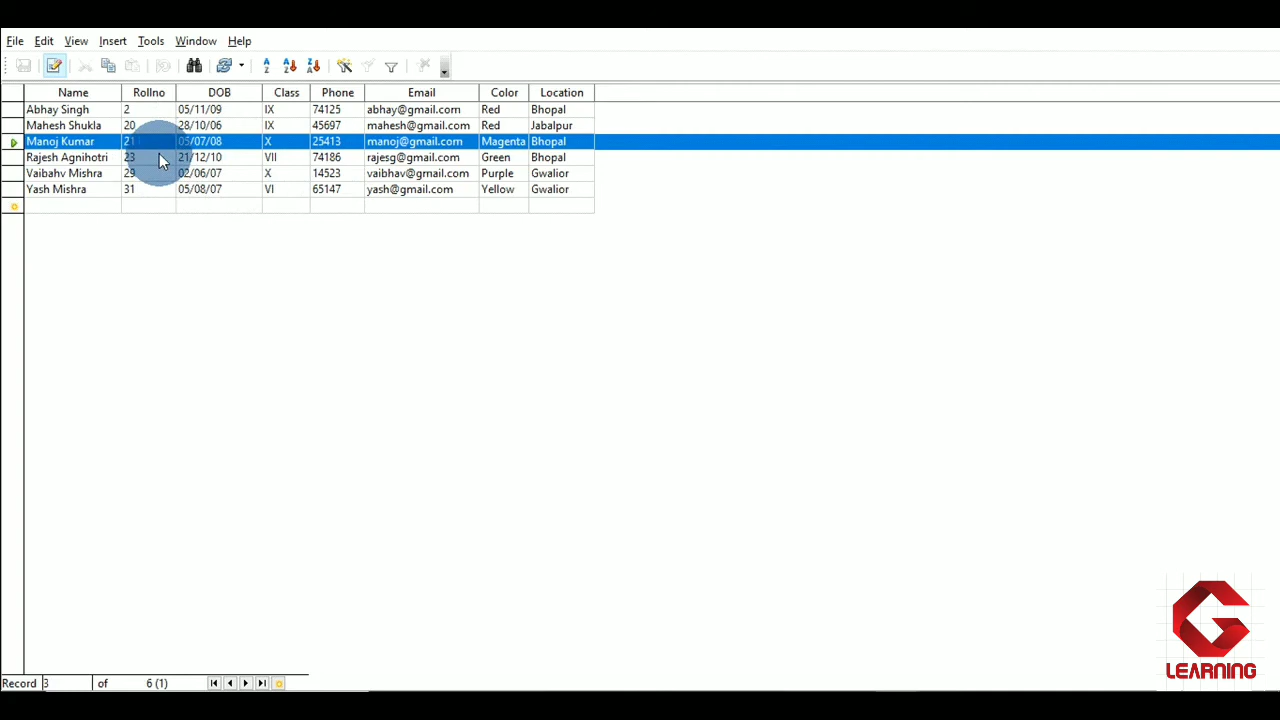 File Edit View Insert Tools Window Help
Name Rollno DOB Class Phone Email Color Location
Abhay Singh 2 05/11/09 IX 74125 abhay@gmail.com Red Bhopal
Mahesh Shukla 20 28/10/06 IX 45697 mahesh@gmail.com Red Jabalpur
Manoj Kumar 21 05/07/08 X 25413 manoj@gmail.com Magenta Bhopal
Rajesh Agnihotri 23 21/12/10 VII 74186 rajesg@gmail.com Green Bhopal
Vaibahv Mishra 29 02/06/07 X 14523 vaibhav@gmail.com Purple Gwalior
Yash Mishra 31 05/08/07 VI 65147 yash@gmail.com Yellow Gwalior
Record 3 of 6 (1)
G
LEARNING